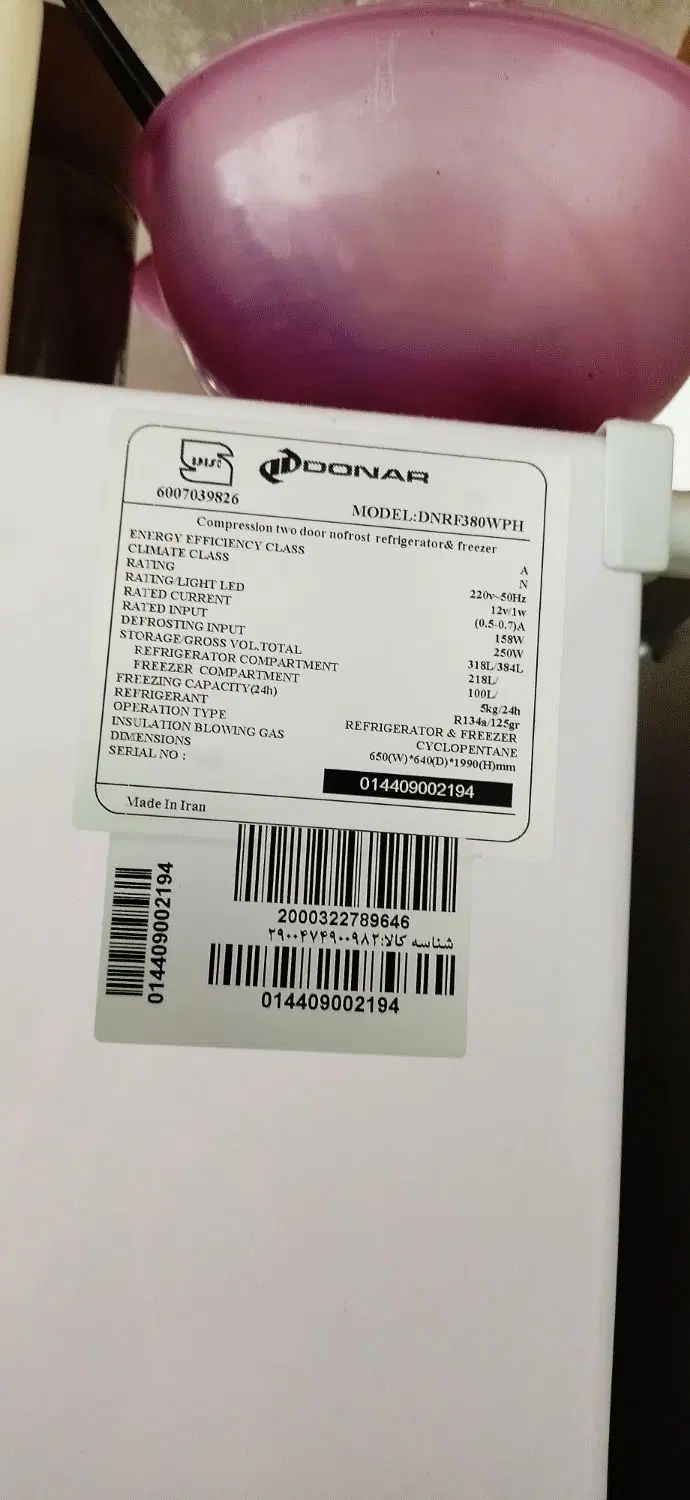 DONAR
6007039826
MODEL:DNRF380WPH
Compression two door nofrost refrigerator& freezer
ENERGY EFFICIENCY CLASS A
CLIMATE CLASS N
RATING 220v~50Hz
RATING/LIGHT LED 12v/1w
RATED CURRENT (0.5-0.7)A
RATED INPUT 158W
DEFROSTING INPUT 250W
STORAGE/GROSS VOL.TOTAL 318L/384L
REFRIGERATOR COMPARTMENT 218L/
FREEZER COMPARTMENT 100L/
FREEZING CAPACITY(24h) 5kg/24h
REFRIGERANT R134a/125gr
OPERATION TYPE REFRIGERATOR & FREEZER
INSULATION BLOWING GAS CYCLOPENTANE
DIMENSIONS 650(W)*640(D)*1990(H)mm
SERIAL NO : 014409002194
Made In Iran
014409002194
2000322789646
شناسه کالا:۲۹۰۰۴۷۴۹۰۰۹۸۲
014409002194